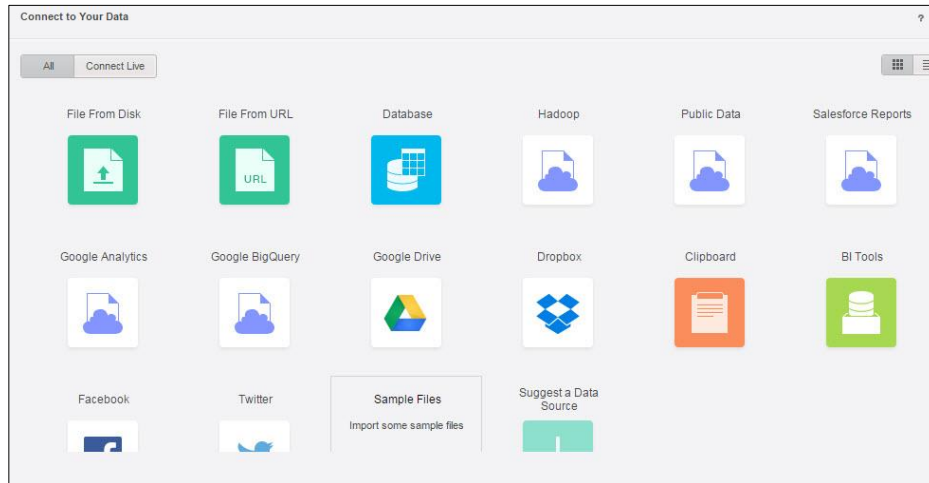 Connect to Your Data
?
All
Connect Live
File From Disk
File From URL
Database
Hadoop
Public Data
Salesforce Reports
URL
Google Analytics
Google BigQuery
Google Drive
Dropbox
Clipboard
BI Tools
Facebook
Twitter
Sample Files
Suggest a Data
Source
Import some sample files